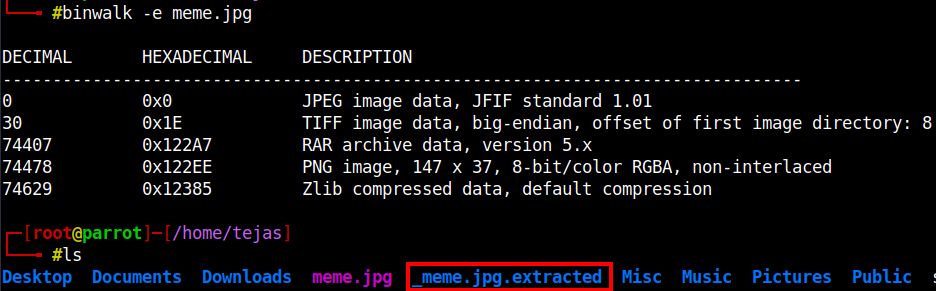 #binwalk -e meme.jpg
DECIMAL HEXADECIMAL DESCRIPTION
--------------------------------------------------------------------------------
0 0x0 JPEG image data, JFIF standard 1.01
30 0x1E TIFF image data, big-endian, offset of first image directory: 8
74407 0x122A7 RAR archive data, version 5.x
74478 0x122EE PNG image, 147 x 37, 8-bit/color RGBA, non-interlaced
74629 0x12385 Zlib compressed data, default compression
[root@parrot]─[/home/tejas]
#ls
Desktop Documents Downloads meme.jpg _meme.jpg.extracted Misc Music Pictures Public